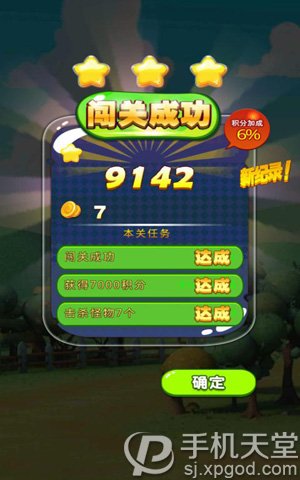 闯关成功
积分加成
6%
9142
新纪录!
7
本关任务
闯关成功 达成
获得7000积分 达成
击杀怪物7个 达成
确定
手机天堂
sj.xpgod.com